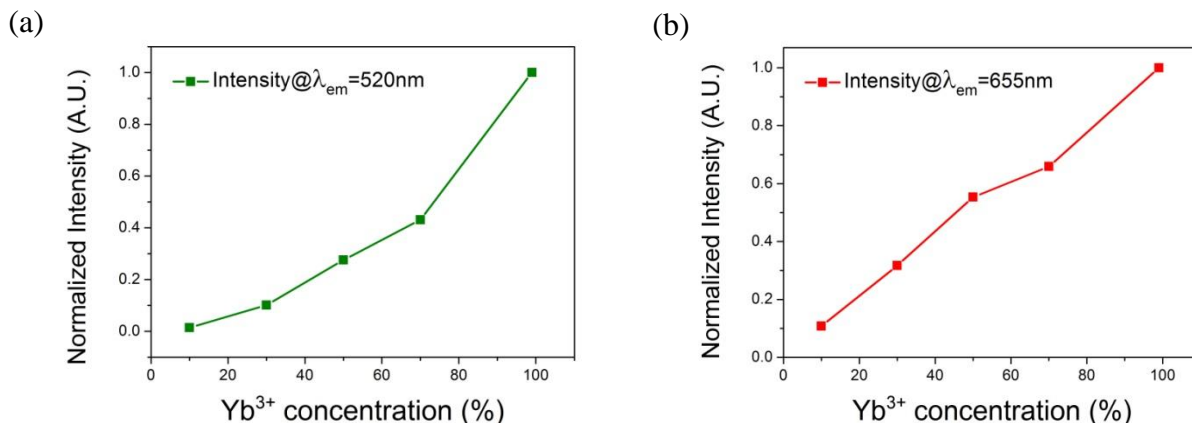 (a)
Intensity@λem=520nm
Normalized Intensity (A.U.)
1.0
0.8
0.6
0.4
0.2
0.0
0 20 40 60 80 100
Yb3+ concentration (%)
(b)
Intensity@λem=655nm
Normalized Intensity (A.U.)
1.0
0.8
0.6
0.4
0.2
0.0
0 20 40 60 80 100
Yb3+ concentration (%)